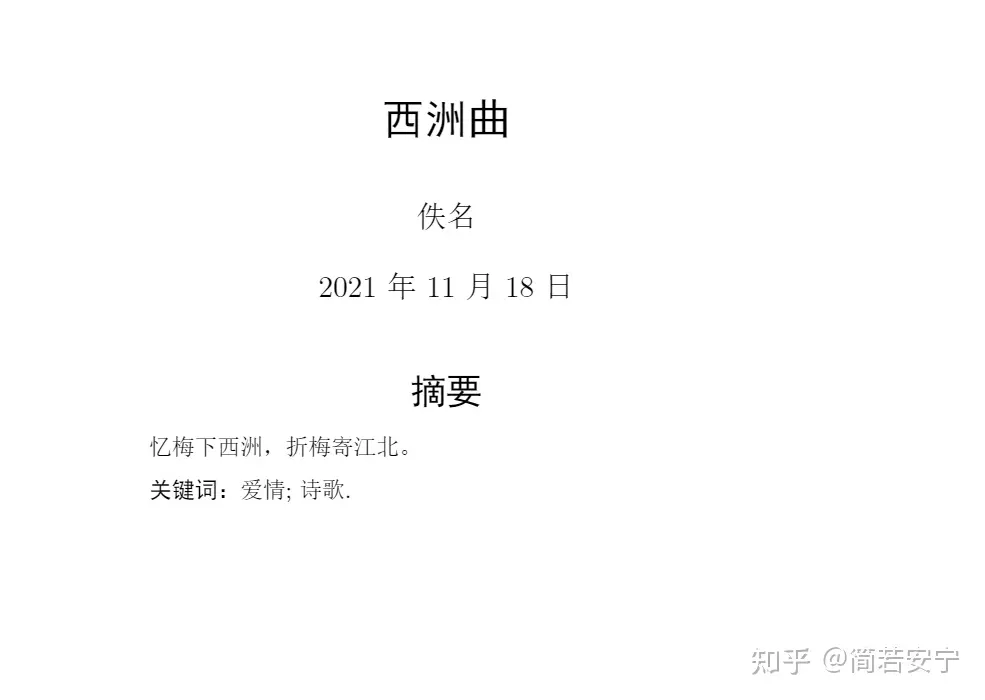 西洲曲
佚名
2021 年 11 月 18 日
摘要
忆梅下西洲，折梅寄江北。
关键词：爱情; 诗歌.
知乎 @简若安宁